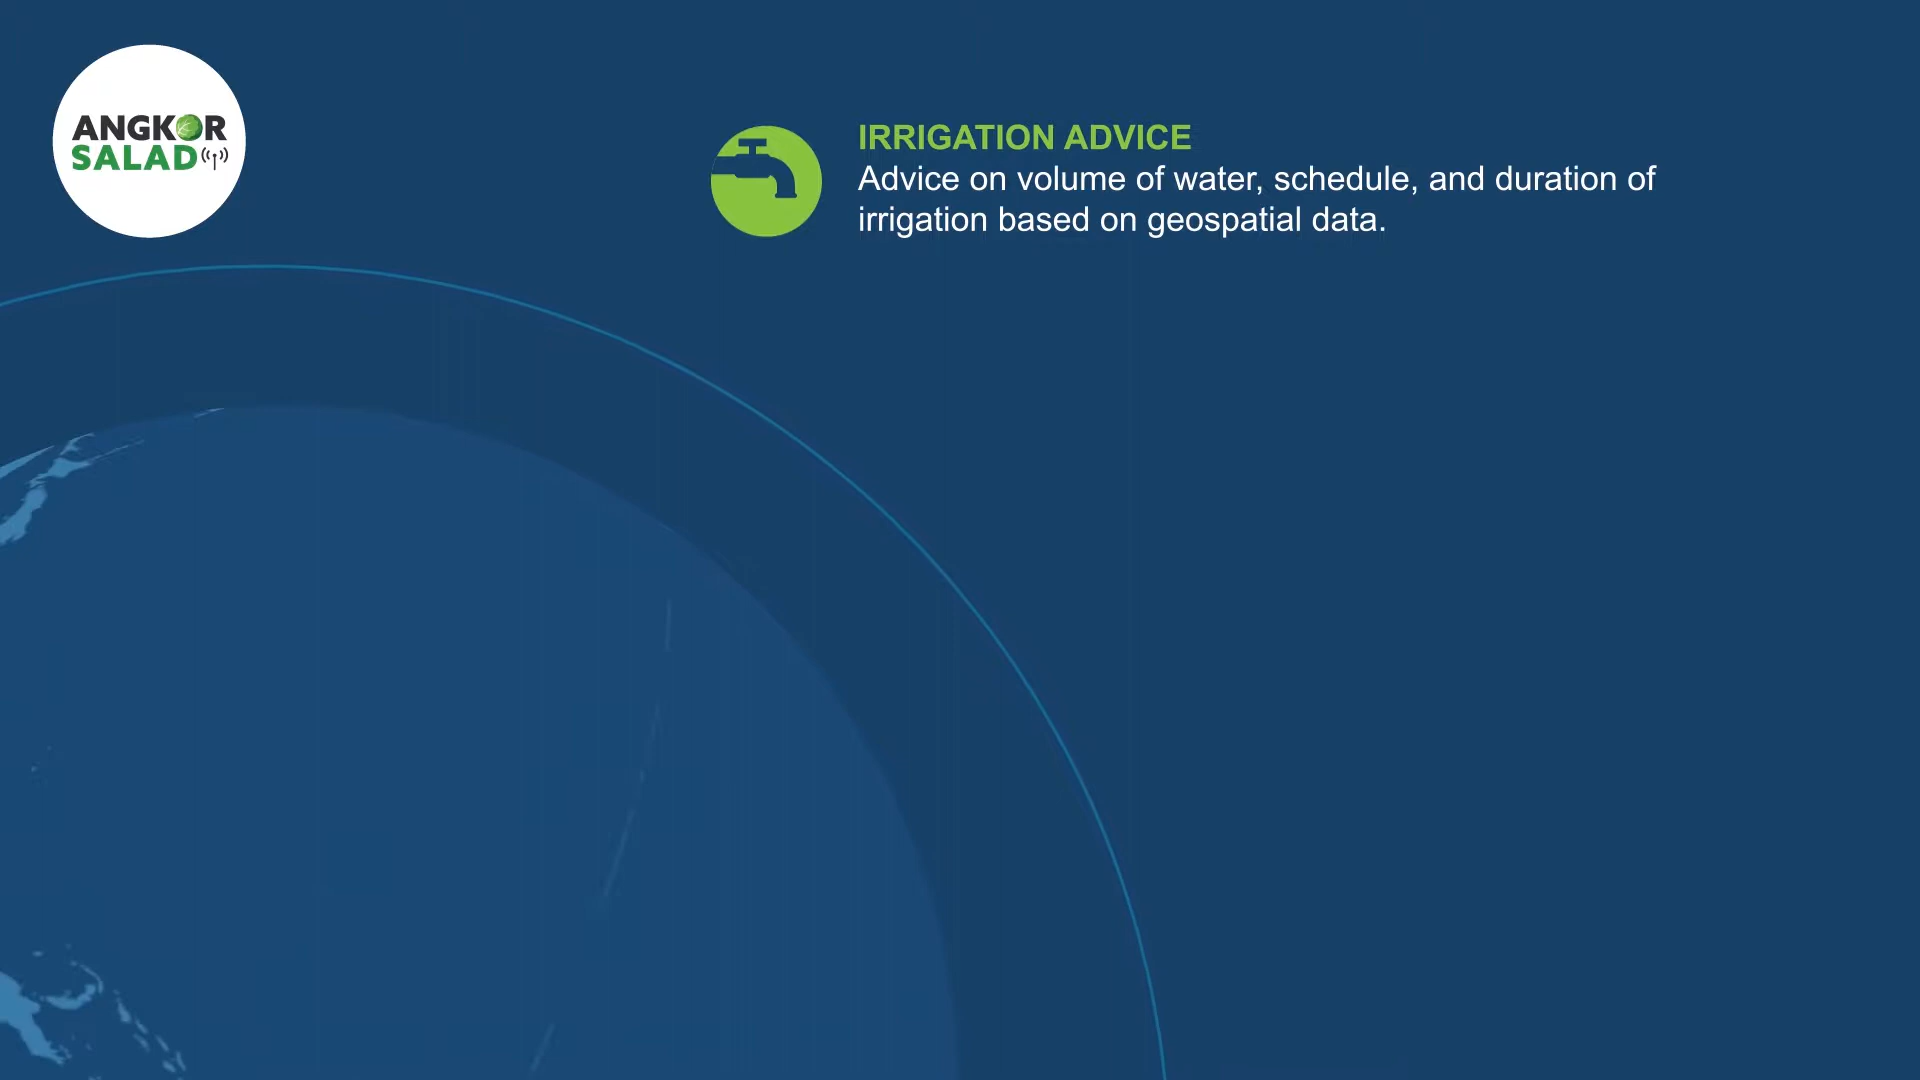 ANGKOR
SALAD
IRRIGATION ADVICE
Advice on volume of water, schedule, and duration of
irrigation based on geospatial data.